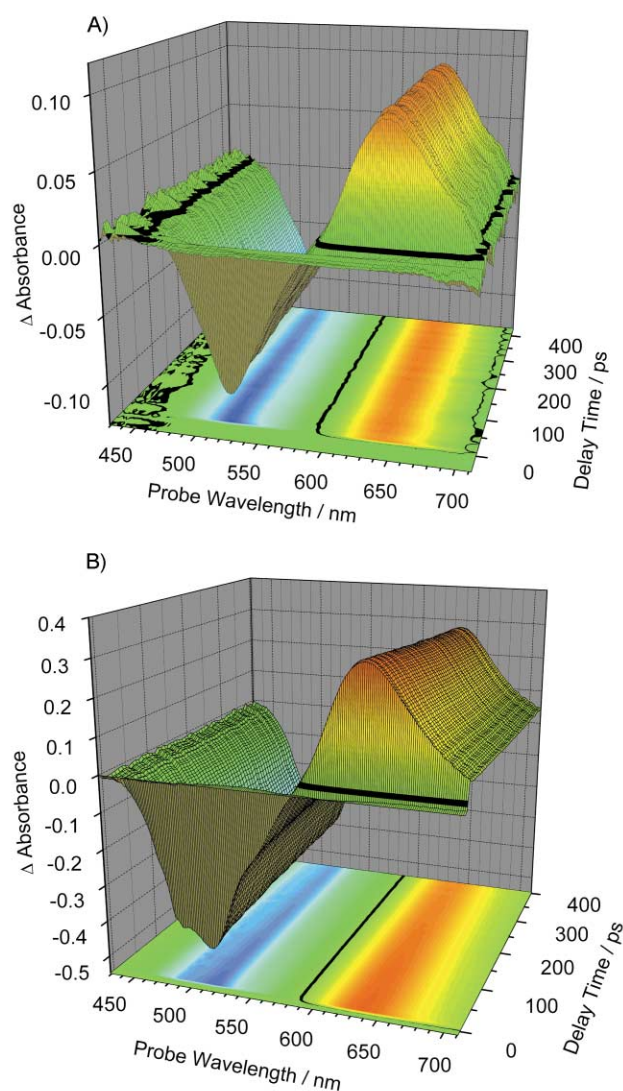 A)
0.10
0.05
0.00
-0.05
-0.10
Δ Absorbance
450 500 550 600 650 700
Probe Wavelength / nm
0 100 200 300 400
Delay Time / ps
B)
0.4
0.3
0.2
0.1
0.0
-0.1
-0.2
-0.3
-0.4
-0.5
Δ Absorbance
450 500 550 600 650 700
Probe Wavelength / nm
0 100 200 300 400
Delay Time / ps